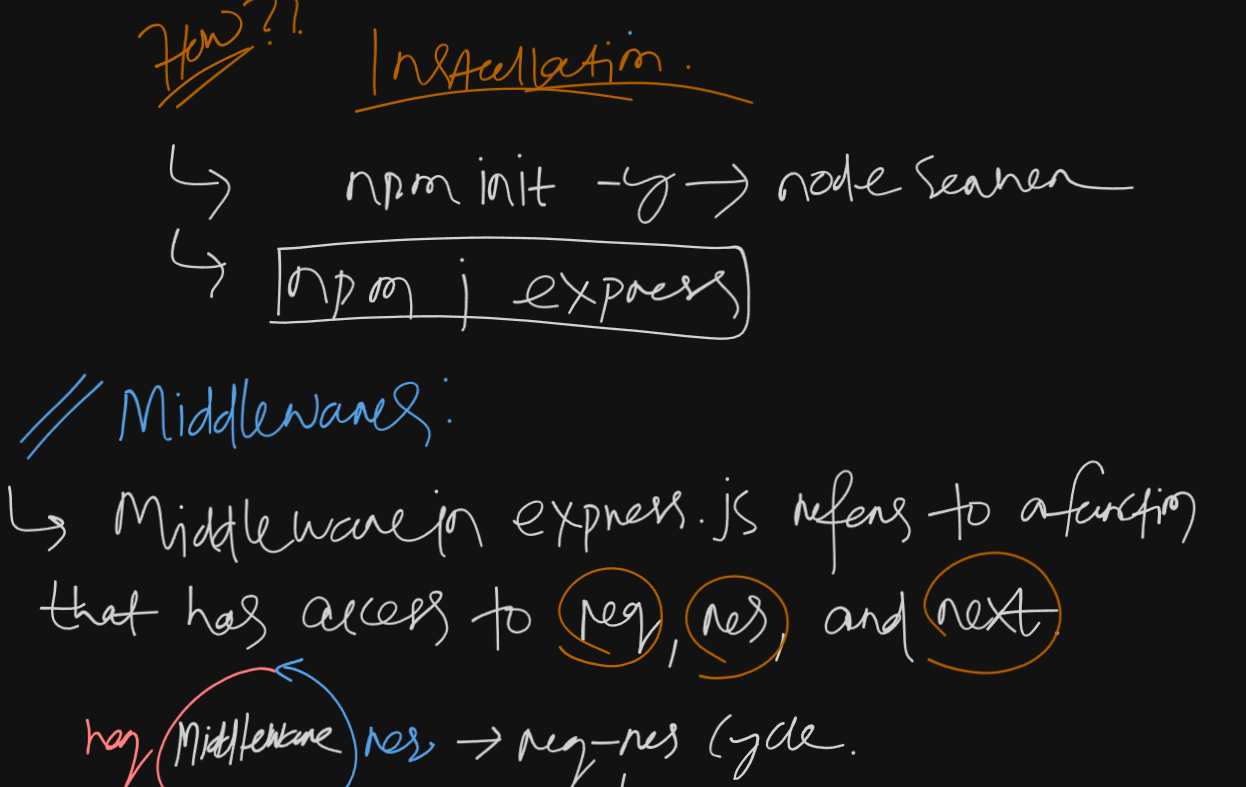 How??
Installation.
npm init -y → node server
npm i express
// Middlewares:
Middleware in express.js refers to a function
that has access to req, res, and next.
req Middleware res → req-res Cycle.